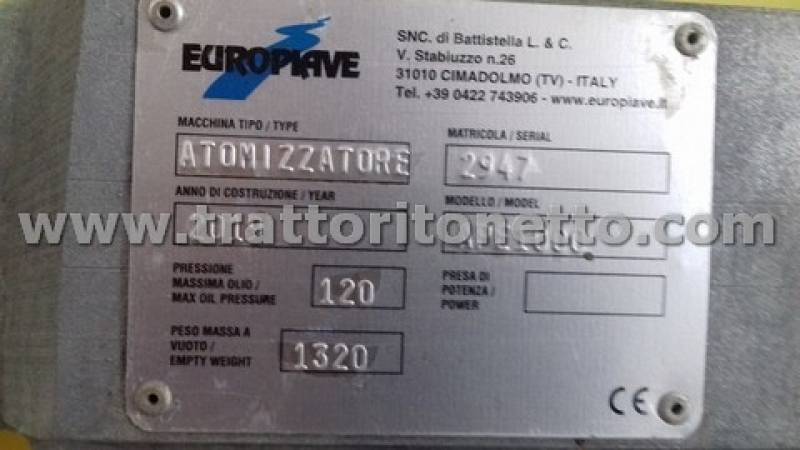 EUROPIAVE
SNC. di Battistella L. & C.
V. Stabiuzzo n.26
31010 CIMADOLMO (TV) - ITALY
Tel. +39 0422 743906 - www.europiave.it
MACCHINA TIPO / TYPE
ATOMIZZATORE
MATRICOLA / SERIAL
2947
ANNO DI COSTRUZIONE / YEAR
MODELLO / MODEL
www.trattoritonetto.com
PRESSIONE
MASSIMA OLIO /
MAX OIL PRESSURE
120
PRESA DI
POTENZA /
POWER
PESO MASSA A
VUOTO /
EMPTY WEIGHT
1320
CE